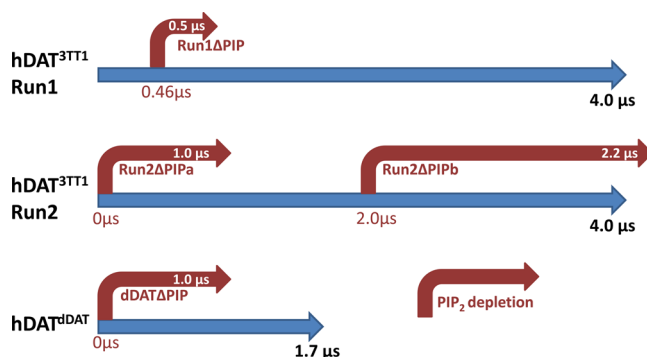 0.5 μs
hDAT³ᵀᵀ¹
Run1
Run1ΔPIP
0.46μs
4.0 μs
hDAT³ᵀᵀ¹
Run2
1.0 μs
Run2ΔPIPa
2.2 μs
Run2ΔPIPb
0μs
2.0μs
4.0 μs
hDATᵈᴰᴬᵀ
1.0 μs
dDATΔPIP
0μs
1.7 μs
PIP₂ depletion